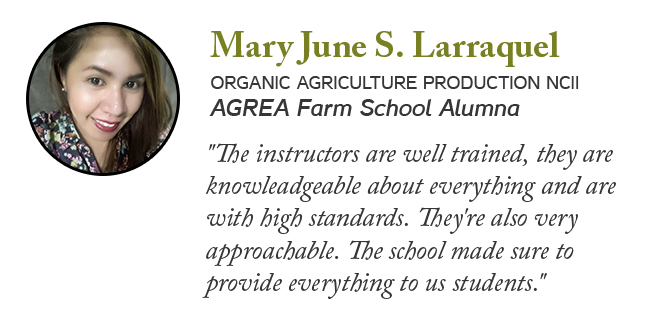 Mary June S. Larraquel
ORGANIC AGRICULTURE PRODUCTION NCII
AGREA Farm School Alumna
"The instructors are well trained, they are
knowleadgeable about everything and are
with high standards. They're also very
approachable. The school made sure to
provide everything to us students."